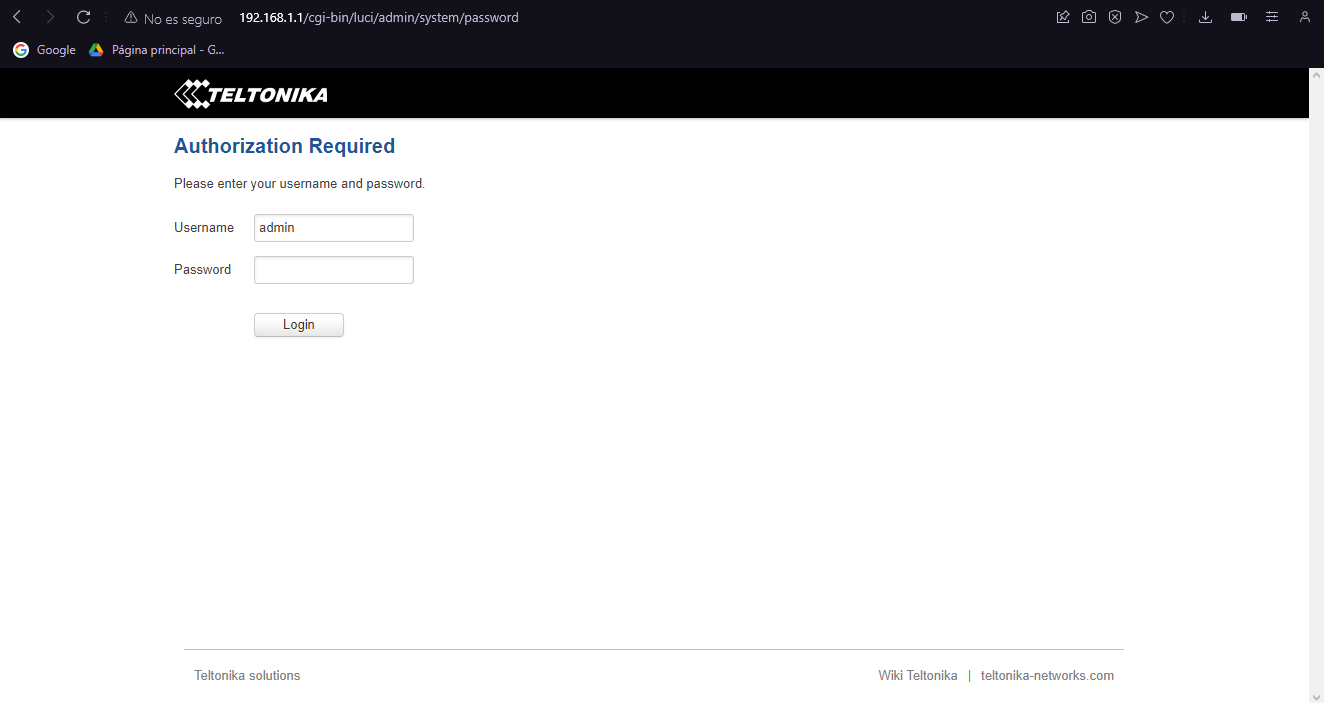 No es seguro 192.168.1.1/cgi-bin/luci/admin/system/password
Google Página principal - G...
TELTONIKA
Authorization Required
Please enter your username and password.
Username admin
Password
Login
Teltonika solutions Wiki Teltonika | teltonika-networks.com